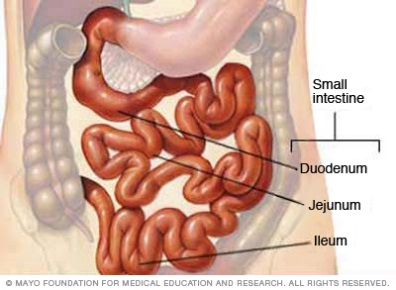 Small
intestine
Duodenum
Jejunum
Ileum
© MAYO FOUNDATION FOR MEDICAL EDUCATION AND RESEARCH. ALL RIGHTS RESERVED.